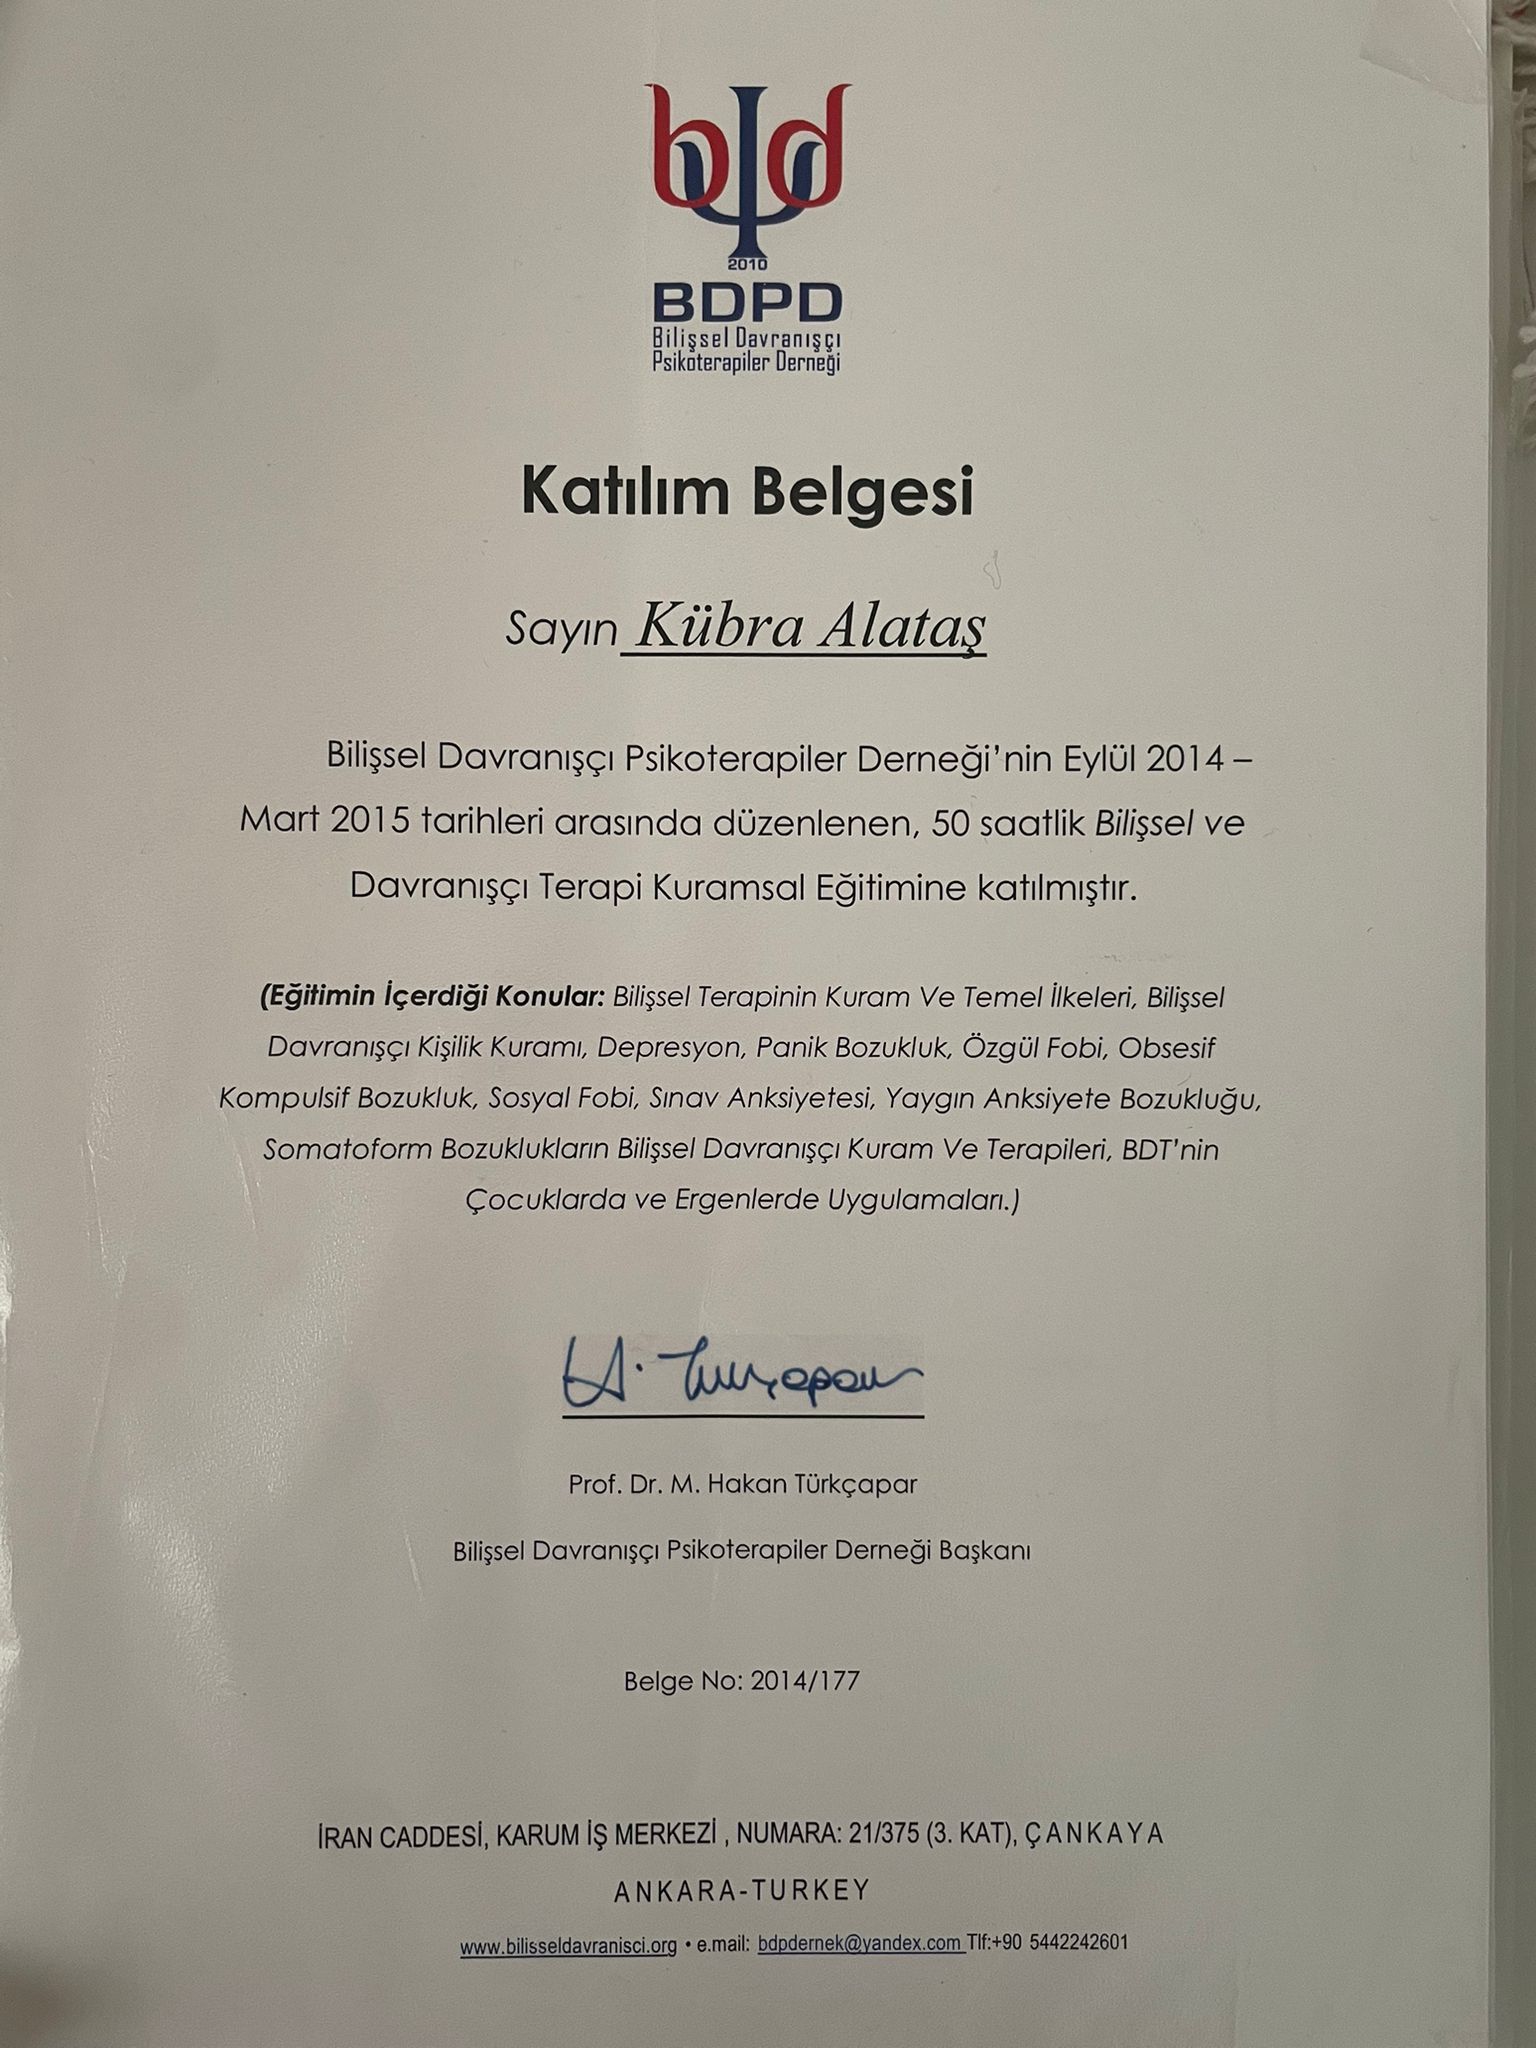 bd
2010
BDPD
Bilişsel Davranışçı
Psikoterapiler Derneği
Katılım Belgesi
Sayın Kübra Alataş
Bilişsel Davranışçı Psikoterapiler Derneği’nin Eylül 2014 –
Mart 2015 tarihleri arasında düzenlenen, 50 saatlik Bilişsel ve
Davranışçı Terapi Kuramsal Eğitimine katılmıştır.
(Eğitimin İçerdiği Konular: Bilişsel Terapinin Kuram Ve Temel İlkeleri, Bilişsel
Davranışçı Kişilik Kuramı, Depresyon, Panik Bozukluk, Özgül Fobi, Obsesif
Kompulsif Bozukluk, Sosyal Fobi, Sınav Anksiyetesi, Yaygın Anksiyete Bozukluğu,
Somatoform Bozuklukların Bilişsel Davranışçı Kuram Ve Terapileri, BDT’nin
Çocuklarda ve Ergenlerde Uygulamaları.)
H. Türkçapar
Prof. Dr. M. Hakan Türkçapar
Bilişsel Davranışçı Psikoterapiler Derneği Başkanı
Belge No: 2014/177
İRAN CADDESİ, KARUM İŞ MERKEZİ , NUMARA: 21/375 (3. KAT), ÇANKAYA
ANKARA-TURKEY
www.bilisseldavranisci.org • e.mail: bdpdernek@yandex.com Tlf:+90 5442242601